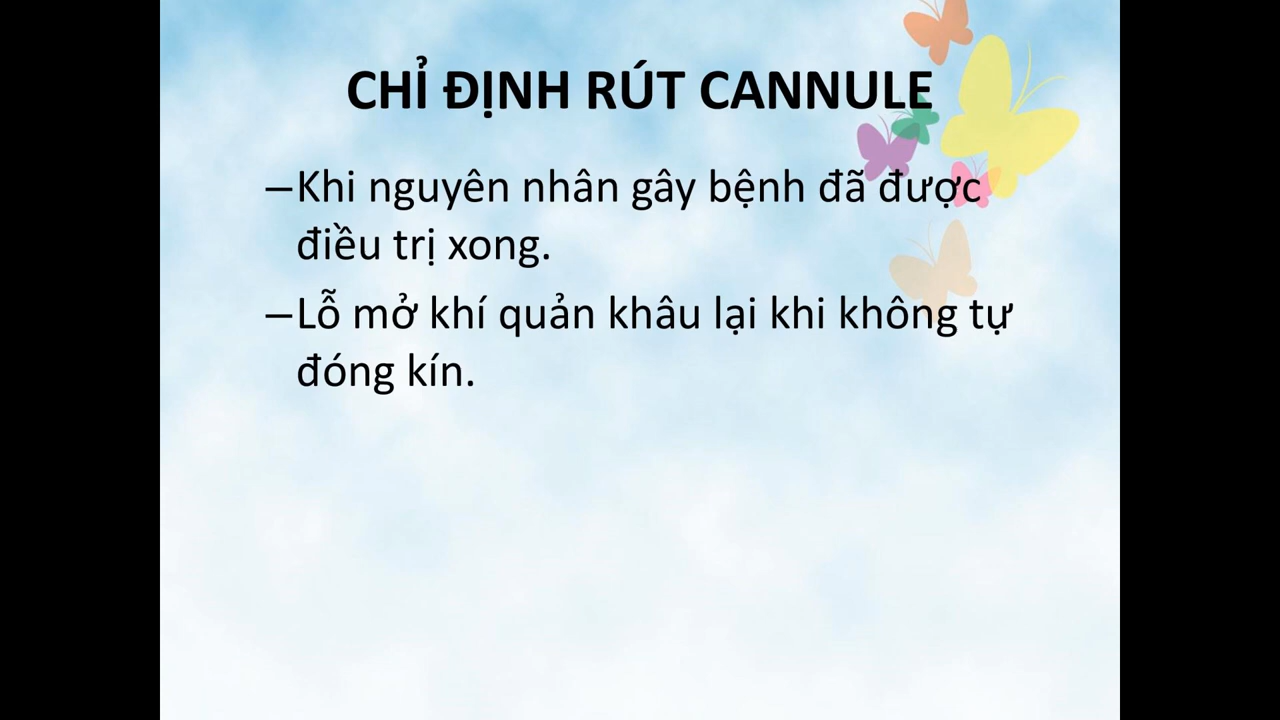 CHỈ ĐỊNH RÚT CANNULE
–Khi nguyên nhân gây bệnh đã được
điều trị xong.
–Lỗ mở khí quản khâu lại khi không tự
đóng kín.